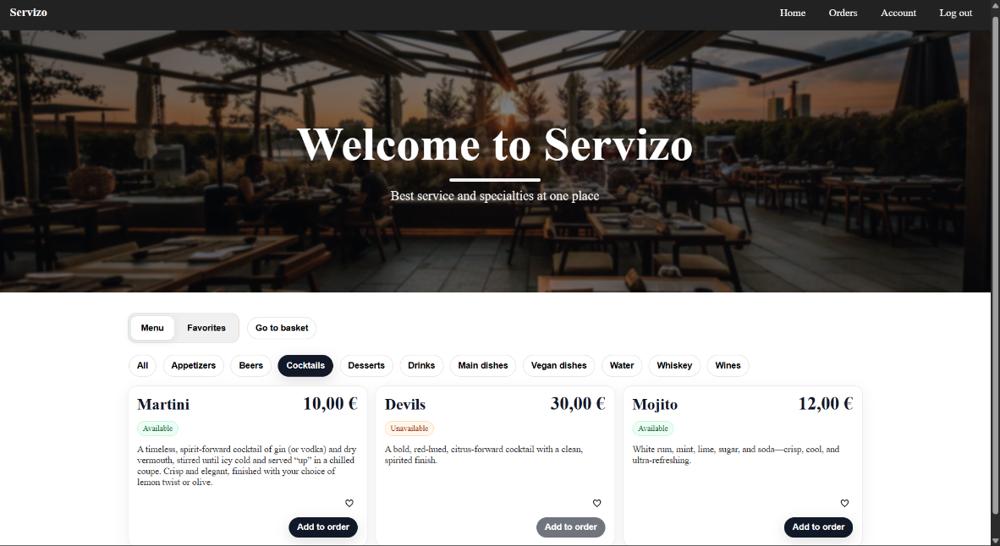 Servizo
Home Orders Account Log out
Welcome to Servizo
Best service and specialties at one place
Menu Favorites Go to basket
All Appetizers Beers Cocktails Desserts Drinks Main dishes Vegan dishes Water Whiskey Wines
Martini 10,00 €
Available
A timeless, spirit-forward cocktail of gin (or vodka) and dry
vermouth, stirred until icy cold and served “up” in a chilled
coupe. Crisp and elegant, finished with your choice of
lemon twist or olive.
Add to order
Devils 30,00 €
Unavailable
A bold, red-hued, citrus-forward cocktail with a clean,
spirited finish.
Add to order
Mojito 12,00 €
Available
White rum, mint, lime, sugar, and soda—crisp, cool, and
ultra-refreshing.
Add to order